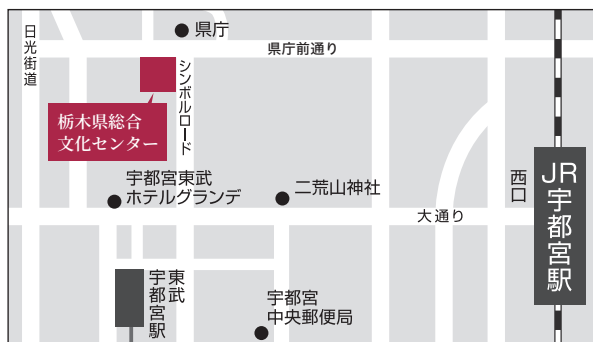 日光街道
県庁
県庁前通り
シンボルロード
栃木県総合
文化センター
宇都宮東武
ホテルグランデ
二荒山神社
大通り
西口
JR宇都宮駅
東武
宇都宮駅
宇都宮
中央郵便局